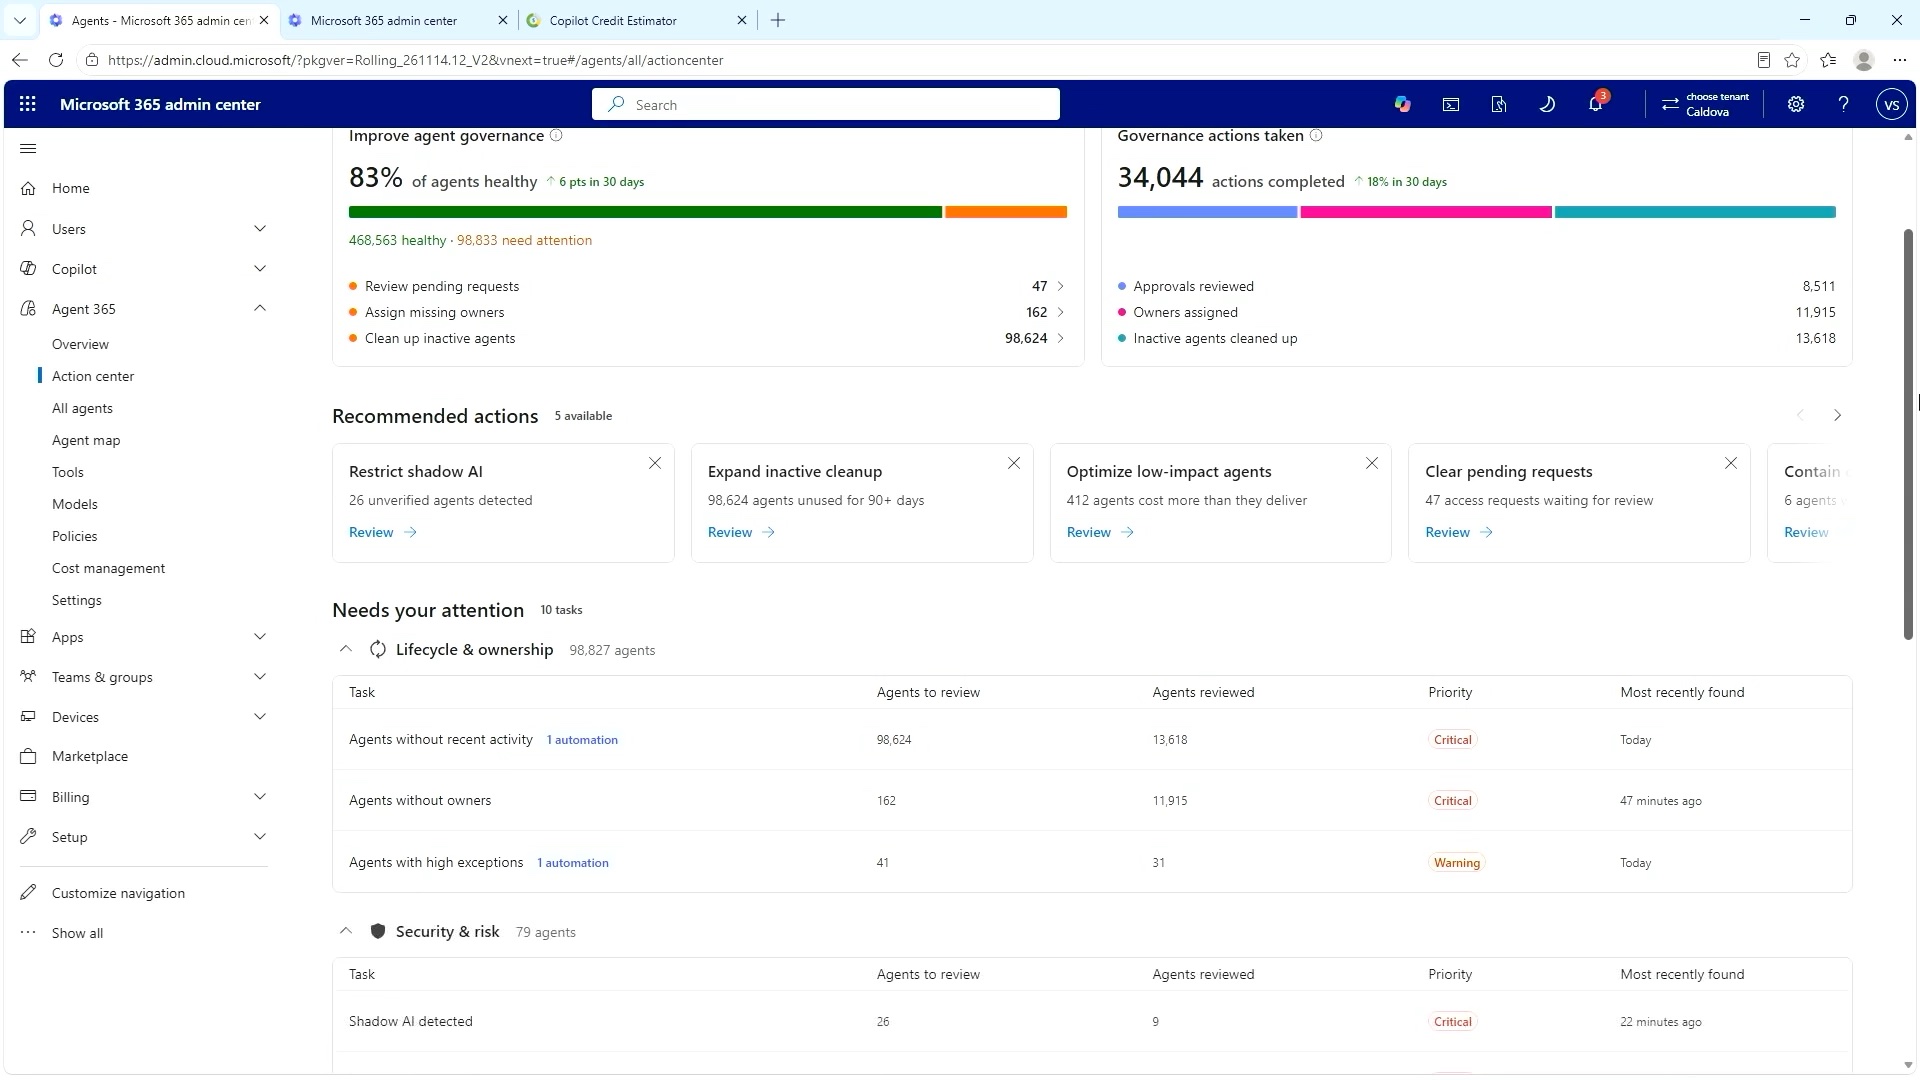 Agents - Microsoft 365 admin cen
Microsoft 365 admin center
Copilot Credit Estimator
https://admin.cloud.microsoft/?pkgver=Rolling_261114.12_V2&vnext=true#/agents/all/actioncenter
Microsoft 365 admin center
Search
3
choose tenant
Caldova
VS
Home
Users
Copilot
Agent 365
Overview
Action center
All agents
Agent map
Tools
Models
Policies
Cost management
Settings
Apps
Teams & groups
Devices
Marketplace
Billing
Setup
Customize navigation
Show all
Improve agent governance
83% of agents healthy ↑ 6 pts in 30 days
468,563 healthy · 98,833 need attention
Review pending requests 47
Assign missing owners 162
Clean up inactive agents 98,624
Governance actions taken
34,044 actions completed ↑ 18% in 30 days
Approvals reviewed 8,511
Owners assigned 11,915
Inactive agents cleaned up 13,618
Recommended actions 5 available
Restrict shadow AI
26 unverified agents detected
Review
Expand inactive cleanup
98,624 agents unused for 90+ days
Review
Optimize low-impact agents
412 agents cost more than they deliver
Review
Clear pending requests
47 access requests waiting for review
Review
Contain
6 agents
Review
Needs your attention 10 tasks
Lifecycle & ownership 98,827 agents
Task Agents to review Agents reviewed Priority Most recently found
Agents without recent activity 1 automation 98,624 13,618 Critical Today
Agents without owners 162 11,915 Critical 47 minutes ago
Agents with high exceptions 1 automation 41 31 Warning Today
Security & risk 79 agents
Task Agents to review Agents reviewed Priority Most recently found
Shadow AI detected 26 9 Critical 22 minutes ago